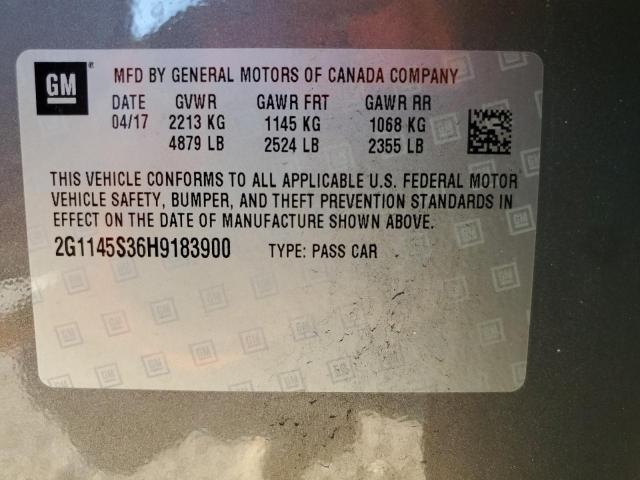 GM ®
MFD BY GENERAL MOTORS OF CANADA COMPANY
DATE GVWR GAWR FRT GAWR RR
04/17 2213 KG 1145 KG 1068 KG
4879 LB 2524 LB 2355 LB
THIS VEHICLE CONFORMS TO ALL APPLICABLE U.S. FEDERAL MOTOR
VEHICLE SAFETY, BUMPER, AND THEFT PREVENTION STANDARDS IN
EFFECT ON THE DATE OF MANUFACTURE SHOWN ABOVE.
2G1145S36H9183900 TYPE: PASS CAR